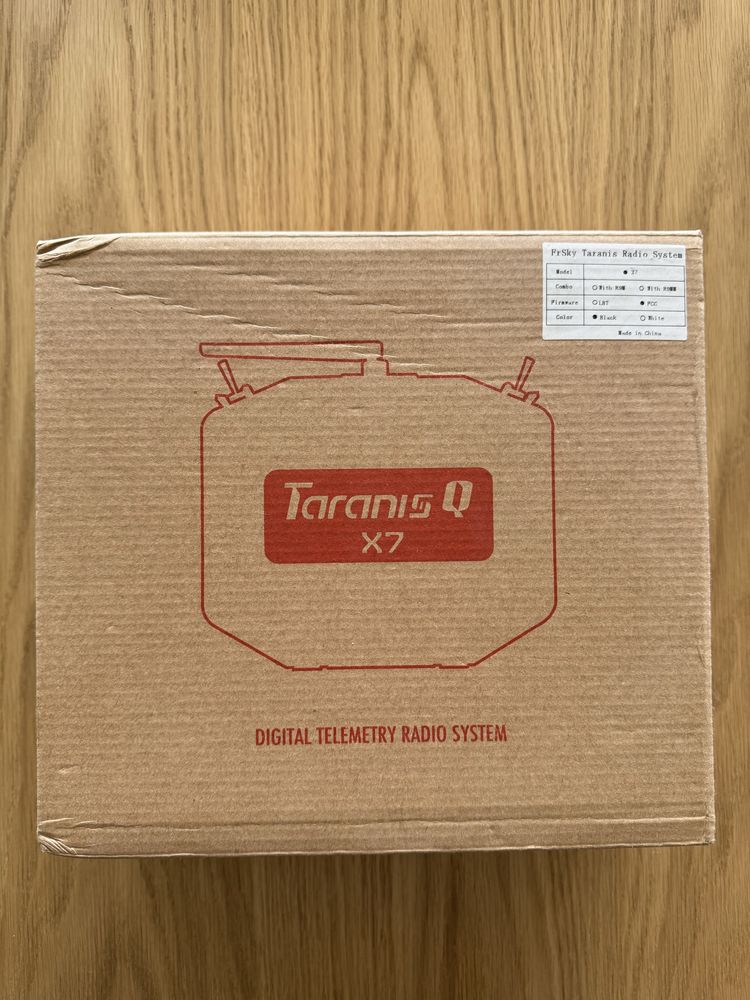 FrSky Taranis Radio System
Model ● X7
Combo ○ With R9M ○ With R9MM
Firmware ○ LBT ● FCC
Color ● Black ○ White
Made in China
Taranis Q
X7
DIGITAL TELEMETRY RADIO SYSTEM